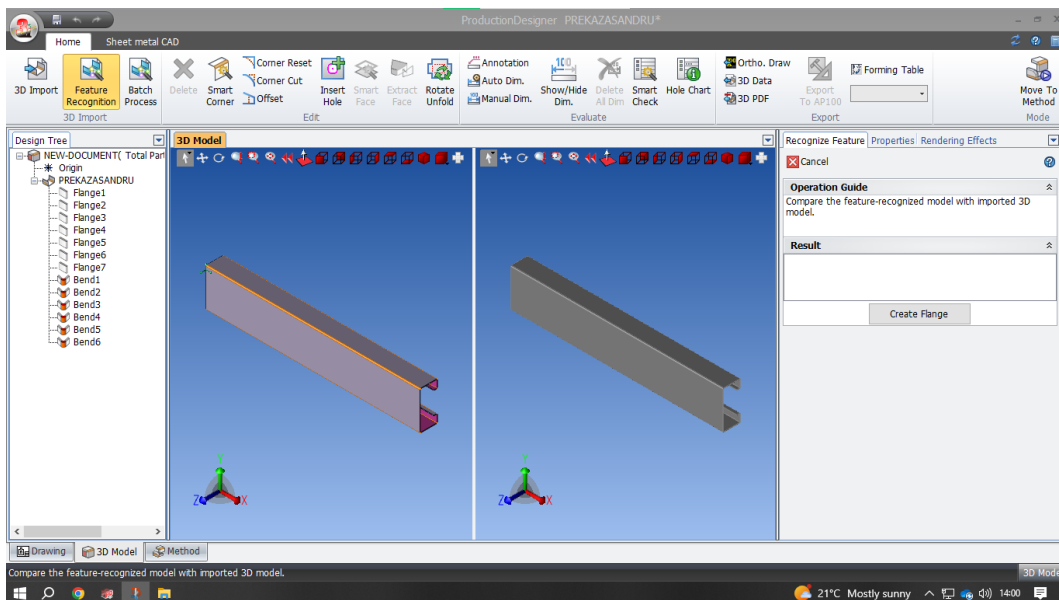 ProductionDesigner PREKAZASANDRU*
Home Sheet metal CAD
3D Import
Feature Recognition
Batch Process
3D Import
Delete
Smart Corner
Corner Reset
Corner Cut
Offset
Insert Hole
Smart Face
Extract Face
Rotate Unfold
Edit
Annotation
Auto Dim.
Manual Dim.
Show/Hide Dim.
Delete All Dim
Smart Check
Hole Chart
Evaluate
Ortho. Draw
3D Data
3D PDF
Export To AP100
Forming Table
Export
Move To Method
Mode
Design Tree
NEW-DOCUMENT( Total Par
Origin
PREKAZASANDRU
Flange1
Flange2
Flange3
Flange4
Flange5
Flange6
Flange7
Bend1
Bend2
Bend3
Bend4
Bend5
Bend6
3D Model
Y
Z X
Y
Z X
Recognize Feature Properties Rendering Effects
Cancel
Operation Guide
Compare the feature-recognized model with imported 3D
model.
Result
Create Flange
Drawing 3D Model Method
Compare the feature-recognized model with imported 3D model.
3D Mode
21°C Mostly sunny 14:00